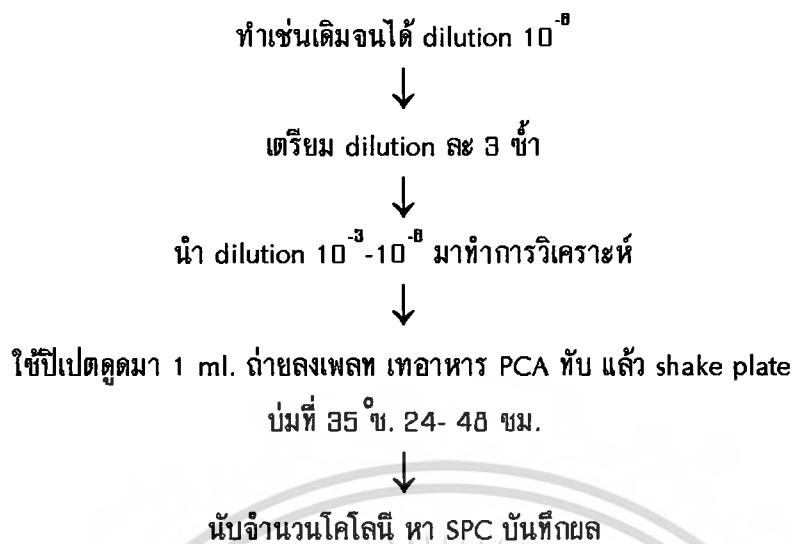 ทำเช่นเดิมจนได้ dilution 10⁻⁸
เตรียม dilution ละ 3 ซ้ำ
นำ dilution 10⁻³-10⁻⁸ มาทำการวิเคราะห์
ใช้ปิเปตดูดมา 1 ml. ถ่ายลงเพลท เทอาหาร PCA ทับ แล้ว shake plate
บ่มที่ 35 °ซ. 24- 48 ชม.
นับจำนวนโคโลนี หา SPC บันทึกผล